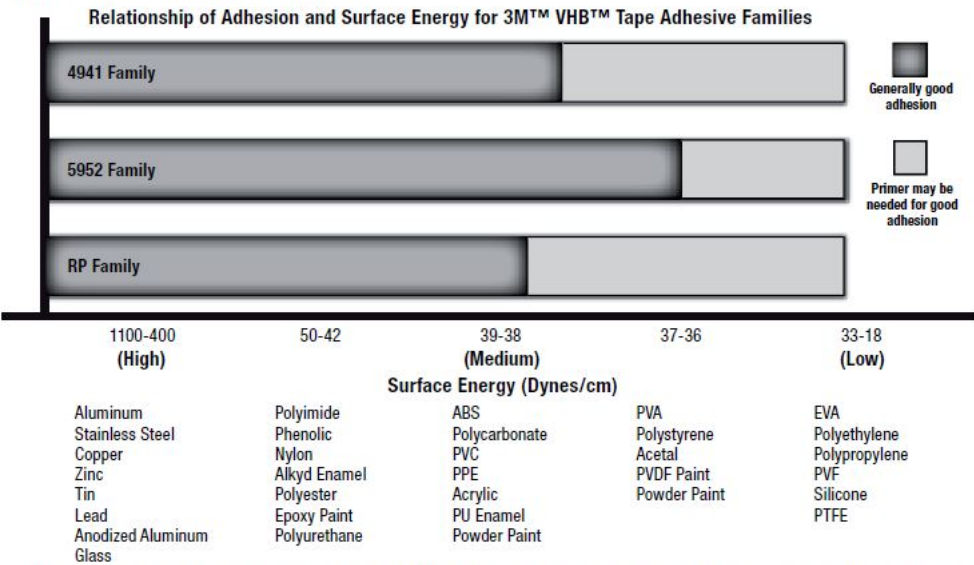 Relationship of Adhesion and Surface Energy for 3M™ VHB™ Tape Adhesive Families
4941 Family
Generally good
adhesion
5952 Family
Primer may be
needed for good
adhesion
RP Family
1100-400 50-42 39-38 37-36 33-18
(High) (Medium) (Low)
Surface Energy (Dynes/cm)
Aluminum Polyimide ABS PVA EVA
Stainless Steel Phenolic Polycarbonate Polystyrene Polyethylene
Copper Nylon PVC Acetal Polypropylene
Zinc Alkyd Enamel PPE PVDF Paint PVF
Tin Polyester Acrylic Powder Paint Silicone
Lead Epoxy Paint PU Enamel PTFE
Anodized Aluminum Polyurethane Powder Paint
Glass